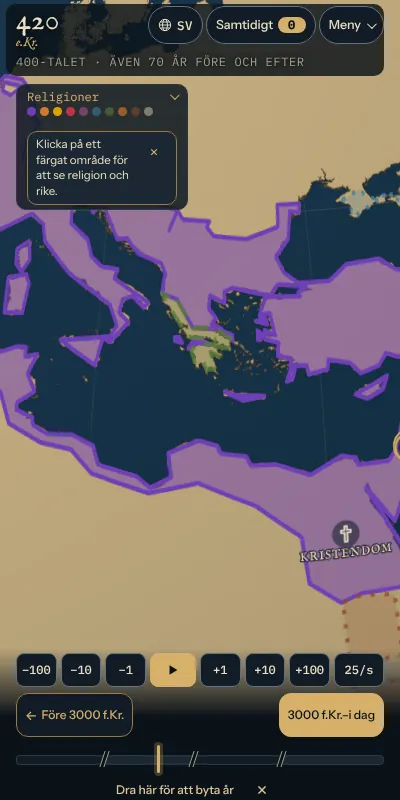 420
e.Kr.
SV
Samtidigt 0
Meny
400-TALET · ÄVEN 70 ÅR FÖRE OCH EFTER
Religioner
Klicka på ett
färgat område för
att se religion och
rike.
×
KRISTENDOM
−100
−10
−1
+1
+10
+100
25/s
← Före 3000 f.Kr.
3000 f.Kr.–i dag
Dra här för att byta år
×